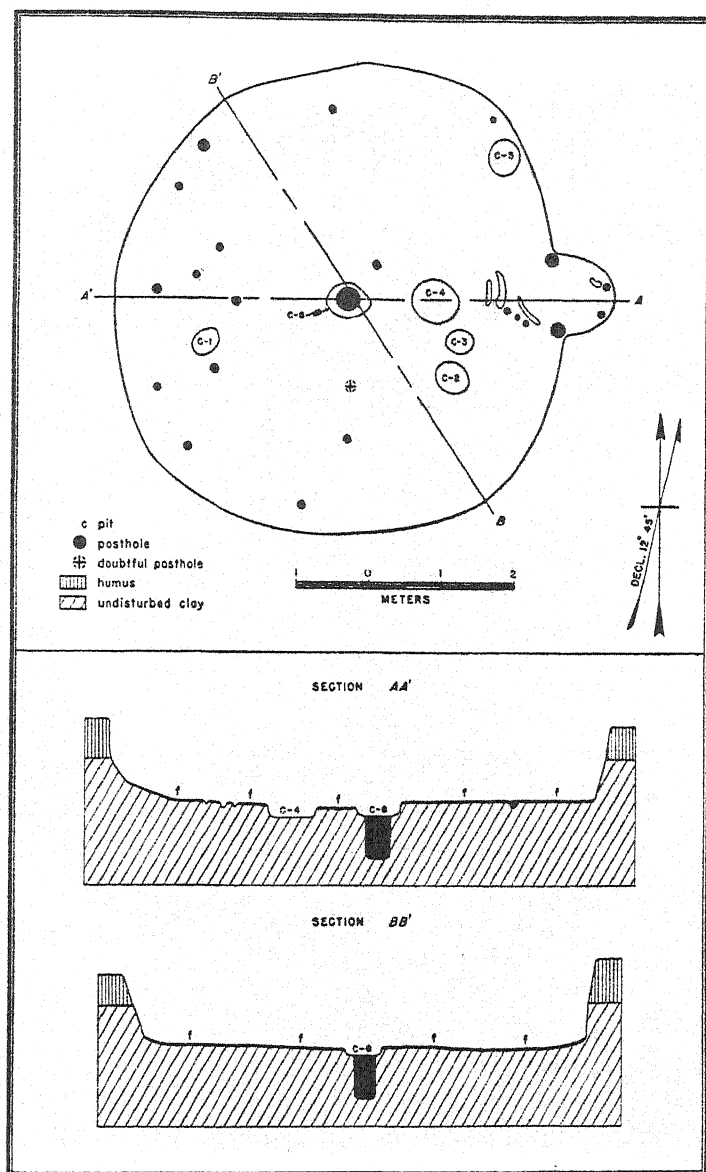 B'
C-5
A'
C-4
A
C-6
C-3
C-1
C-2
B
c pit
posthole
doubtful posthole
humus
undisturbed clay
1 0 2
METERS
DECL. 12° 45'
SECTION AA'
f f C-4 f C-6 f f
SECTION BB'
f f C-6 f f